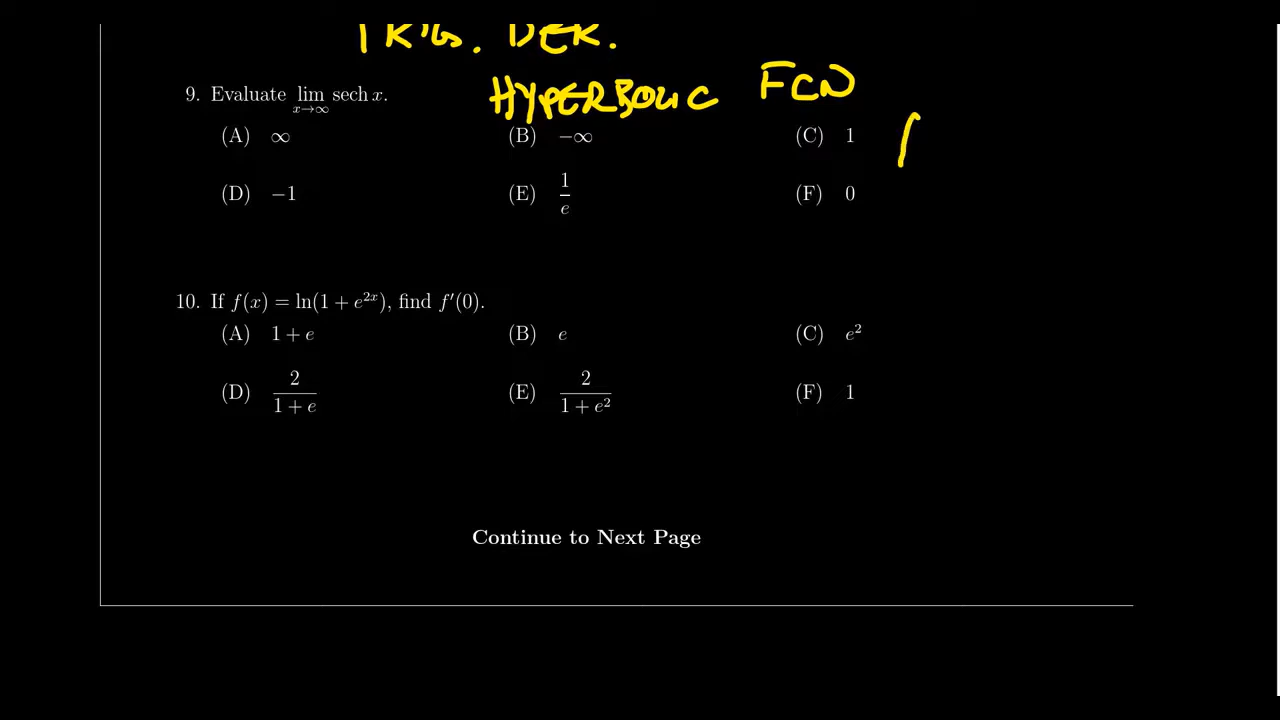 TRIG. DER.
9. Evaluate lim x→∞ sech x.
HYPERBOLIC FCN
(A) ∞ (B) −∞ (C) 1
(D) −1 (E) 1/e (F) 0
10. If f(x) = ln(1 + e^{2x}), find f′(0).
(A) 1 + e (B) e (C) e²
(D) 2/(1 + e) (E) 2/(1 + e²) (F) 1
Continue to Next Page